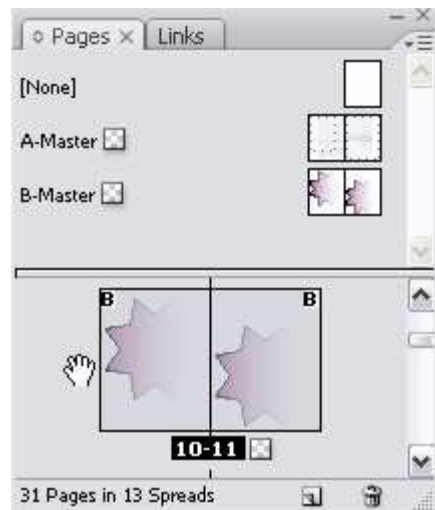 Pages Links
[None]
A-Master
B-Master
B B
10-11
31 Pages in 13 Spreads